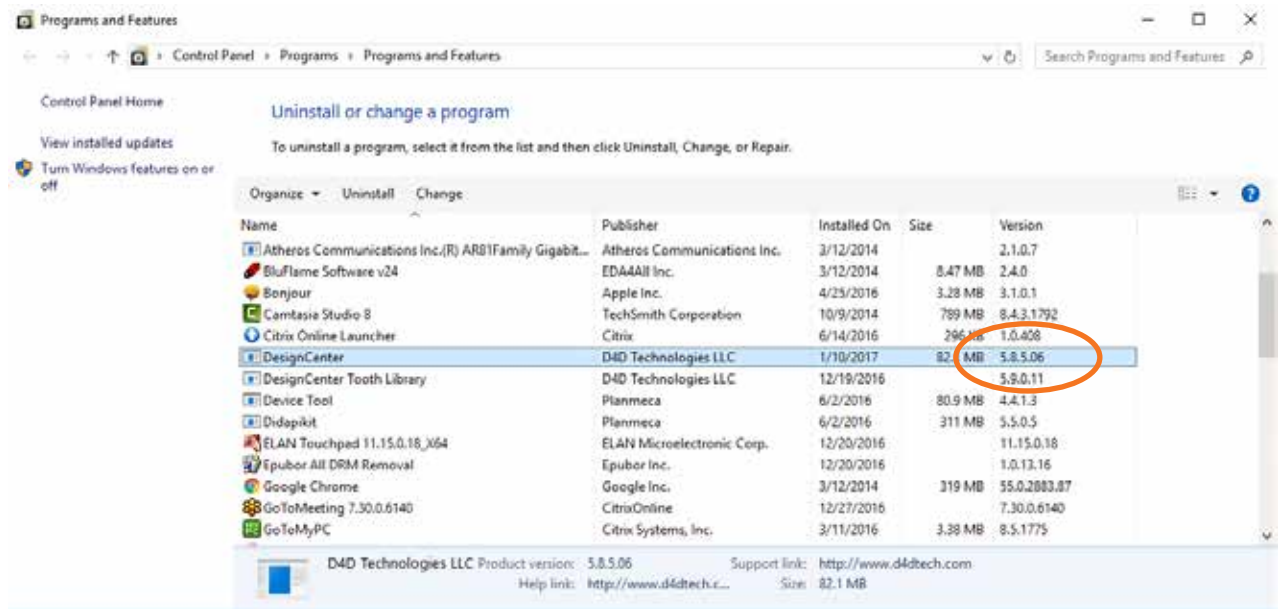 Programs and Features
Control Panel › Programs › Programs and Features
Search Programs and Features
Control Panel Home
View installed updates
Turn Windows features on or
off
Uninstall or change a program
To uninstall a program, select it from the list and then click Uninstall, Change, or Repair.
Organize Uninstall Change
Name Publisher Installed On Size Version
Atheros Communications Inc.(R) AR81Family Gigabit... Atheros Communications Inc. 3/12/2014 2.1.0.7
BluFlame Software v24 EDA4All Inc. 3/12/2014 8.47 MB 2.4.0
Bonjour Apple Inc. 4/25/2016 3.28 MB 3.1.0.1
Camtasia Studio 8 TechSmith Corporation 10/9/2014 789 MB 8.4.3.1792
Citrix Online Launcher Citrix 6/14/2016 296 1.0.408
DesignCenter D4D Technologies LLC 1/10/2017 MB 5.8.5.06
DesignCenter Tooth Library D4D Technologies LLC 12/19/2016 5.9.0.11
Device Tool Planmeca 6/2/2016 80.9 MB 4.4.1.3
Didapikit Planmeca 6/2/2016 311 MB 5.5.0.5
ELAN Touchpad 11.15.0.18_X64 ELAN Microelectronic Corp. 12/20/2016 11.15.0.18
Epubor All DRM Removal Epubor Inc. 12/20/2016 1.0.13.16
Google Chrome Google Inc. 3/12/2014 319 MB 55.0.2883.87
GoToMeeting 7.30.0.6140 CitrixOnline 12/27/2016 7.30.0.6140
GoToMyPC Citrix Systems, Inc. 3/11/2016 3.38 MB 8.5.1775
D4D Technologies LLC Product version: 5.8.5.06 Support link: http://www.d4dtech.com
Help link: http://www.d4dtech.c... Size: 82.1 MB